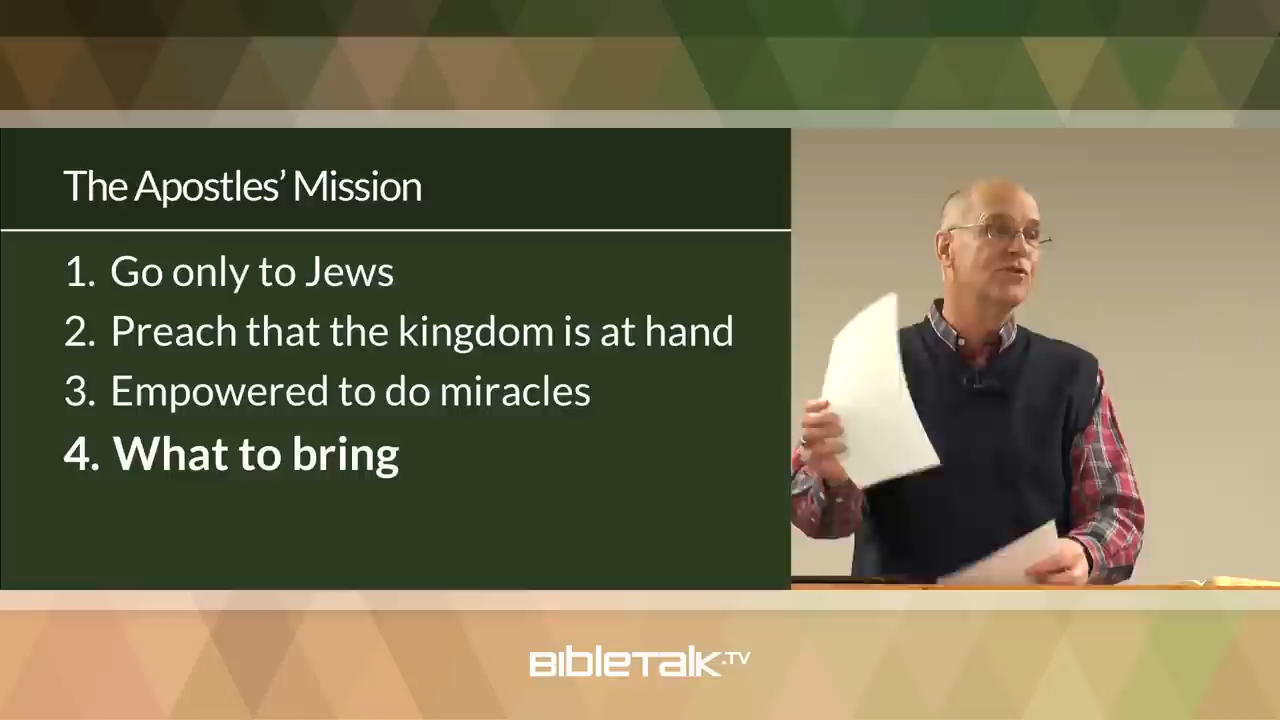 The Apostles’ Mission
1. Go only to Jews
2. Preach that the kingdom is at hand
3. Empowered to do miracles
4. What to bring
BibleTalk.TV